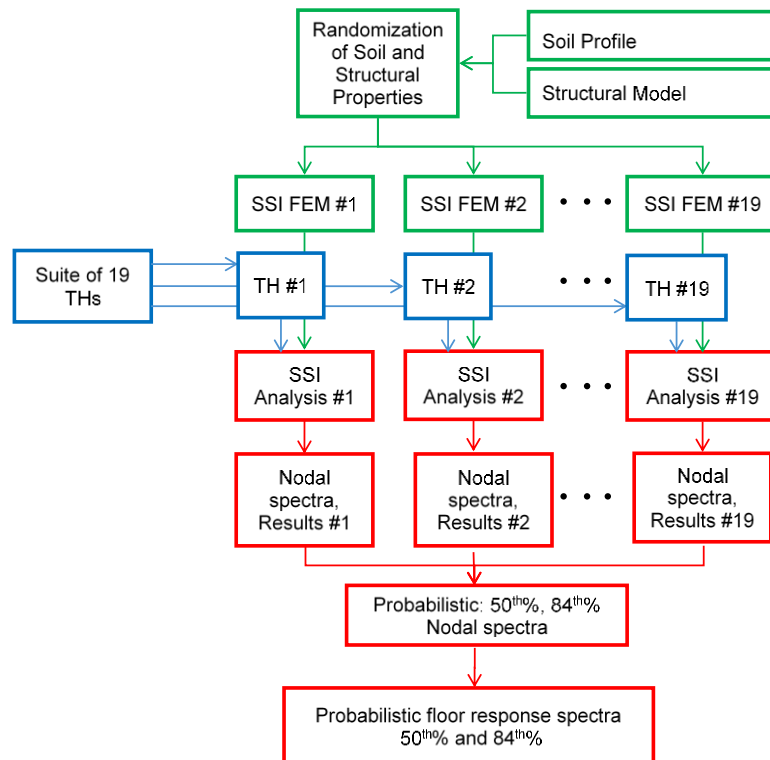 Randomization
of Soil and
Structural
Properties
Soil Profile
Structural Model
SSI FEM #1
SSI FEM #2
• • •
SSI FEM #19
Suite of 19
THs
TH #1
TH #2
• • •
TH #19
SSI
Analysis #1
SSI
Analysis #2
• • •
SSI
Analysis #19
Nodal
spectra,
Results #1
Nodal
spectra,
Results #2
• • •
Nodal
spectra,
Results #19
Probabilistic: 50th%, 84th%
Nodal spectra
Probabilistic floor response spectra
50th% and 84th%